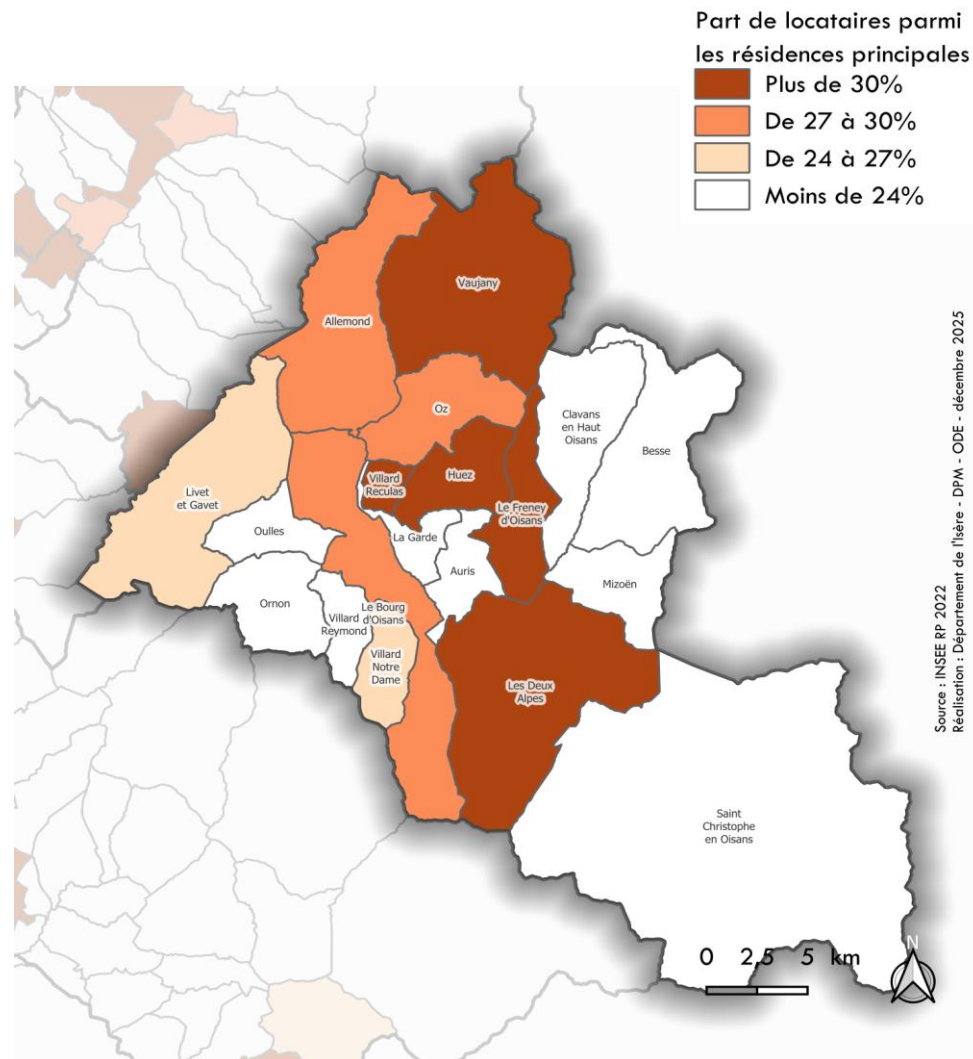 Part de locataires parmi
les résidences principales
Plus de 30%
De 27 à 30%
De 24 à 27%
Moins de 24%
Vaujany
Allemond
Oz
Clavans
en Haut
Oisans
Besse
Villard
Reculas
Huez
Livet
et Gavet
Le Freney
d'Oisans
Oulles
La Garde
Auris
Mizoën
Ornon
Villard
Reymond
Le Bourg
d'Oisans
Villard
Notre
Dame
Les Deux
Alpes
Saint
Christophe
en Oisans
0 2,5 5 km
N
Source : INSEE RP 2022
Réalisation : Département de l'Isère - DPM - ODE - décembre 2025